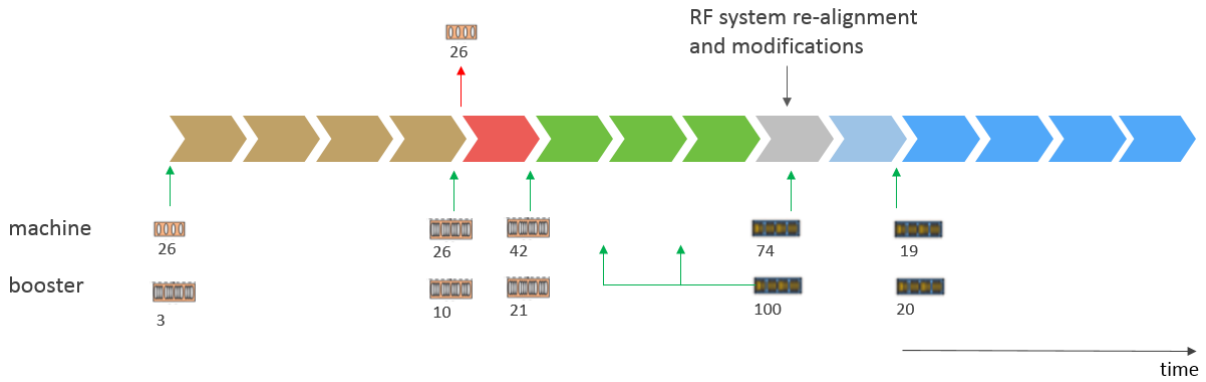 RF system re-alignment
and modifications
26
machine
26
26
42
74
19
booster
3
10
21
100
20
time